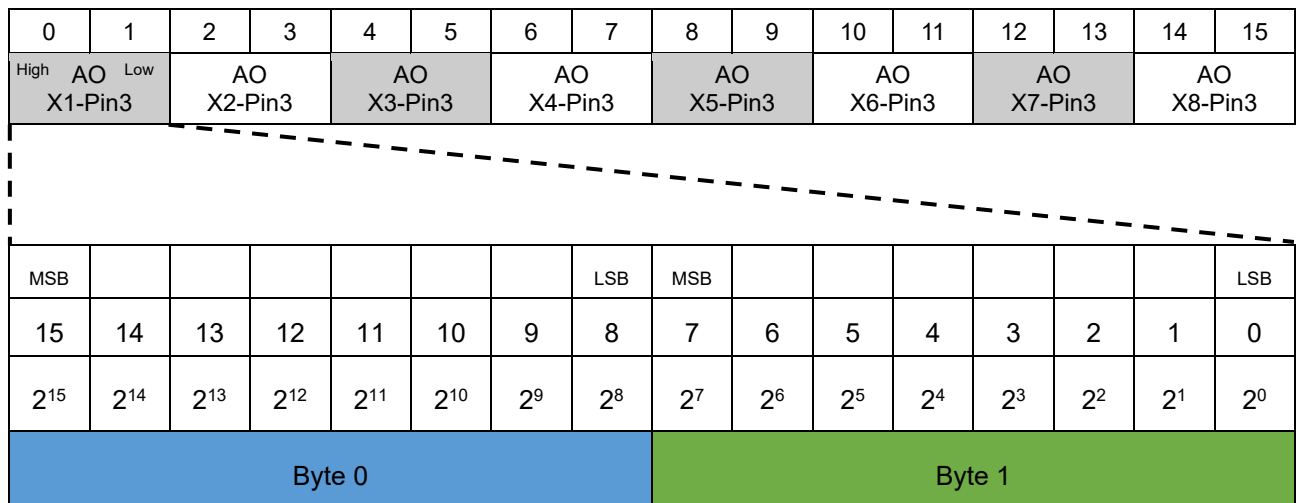 0 1 2 3 4 5 6 7 8 9 10 11 12 13 14 15
High AO Low AO AO AO AO AO AO AO
X1-Pin3 X2-Pin3 X3-Pin3 X4-Pin3 X5-Pin3 X6-Pin3 X7-Pin3 X8-Pin3
MSB LSB MSB LSB
15 14 13 12 11 10 9 8 7 6 5 4 3 2 1 0
2¹⁵ 2¹⁴ 2¹³ 2¹² 2¹¹ 2¹⁰ 2⁹ 2⁸ 2⁷ 2⁶ 2⁵ 2⁴ 2³ 2² 2¹ 2⁰
Byte 0 Byte 1